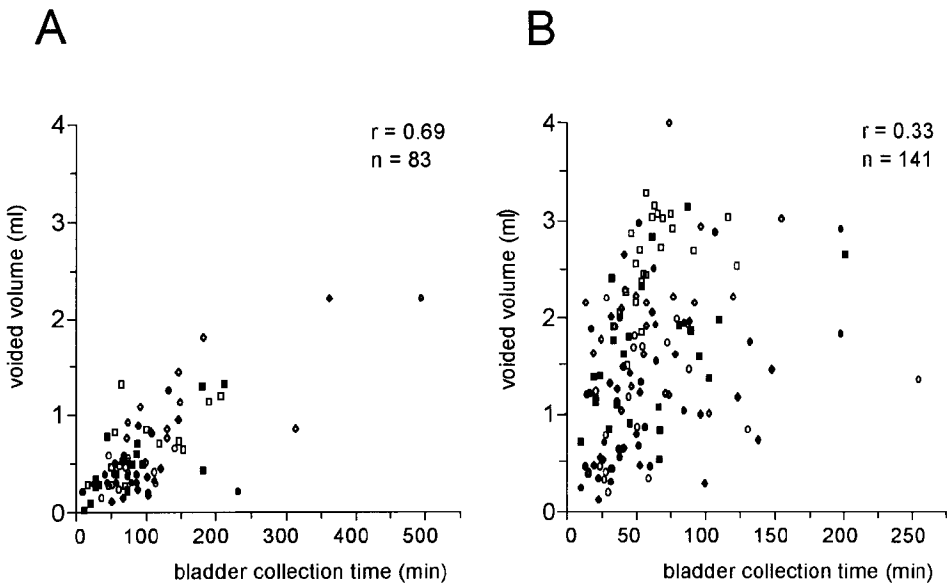 A
r = 0.69
n = 83
voided volume (ml)
4
3
2
1
0
0 100 200 300 400 500
bladder collection time (min)
B
r = 0.33
n = 141
voided volume (ml)
4
3
2
1
0
0 50 100 150 200 250
bladder collection time (min)